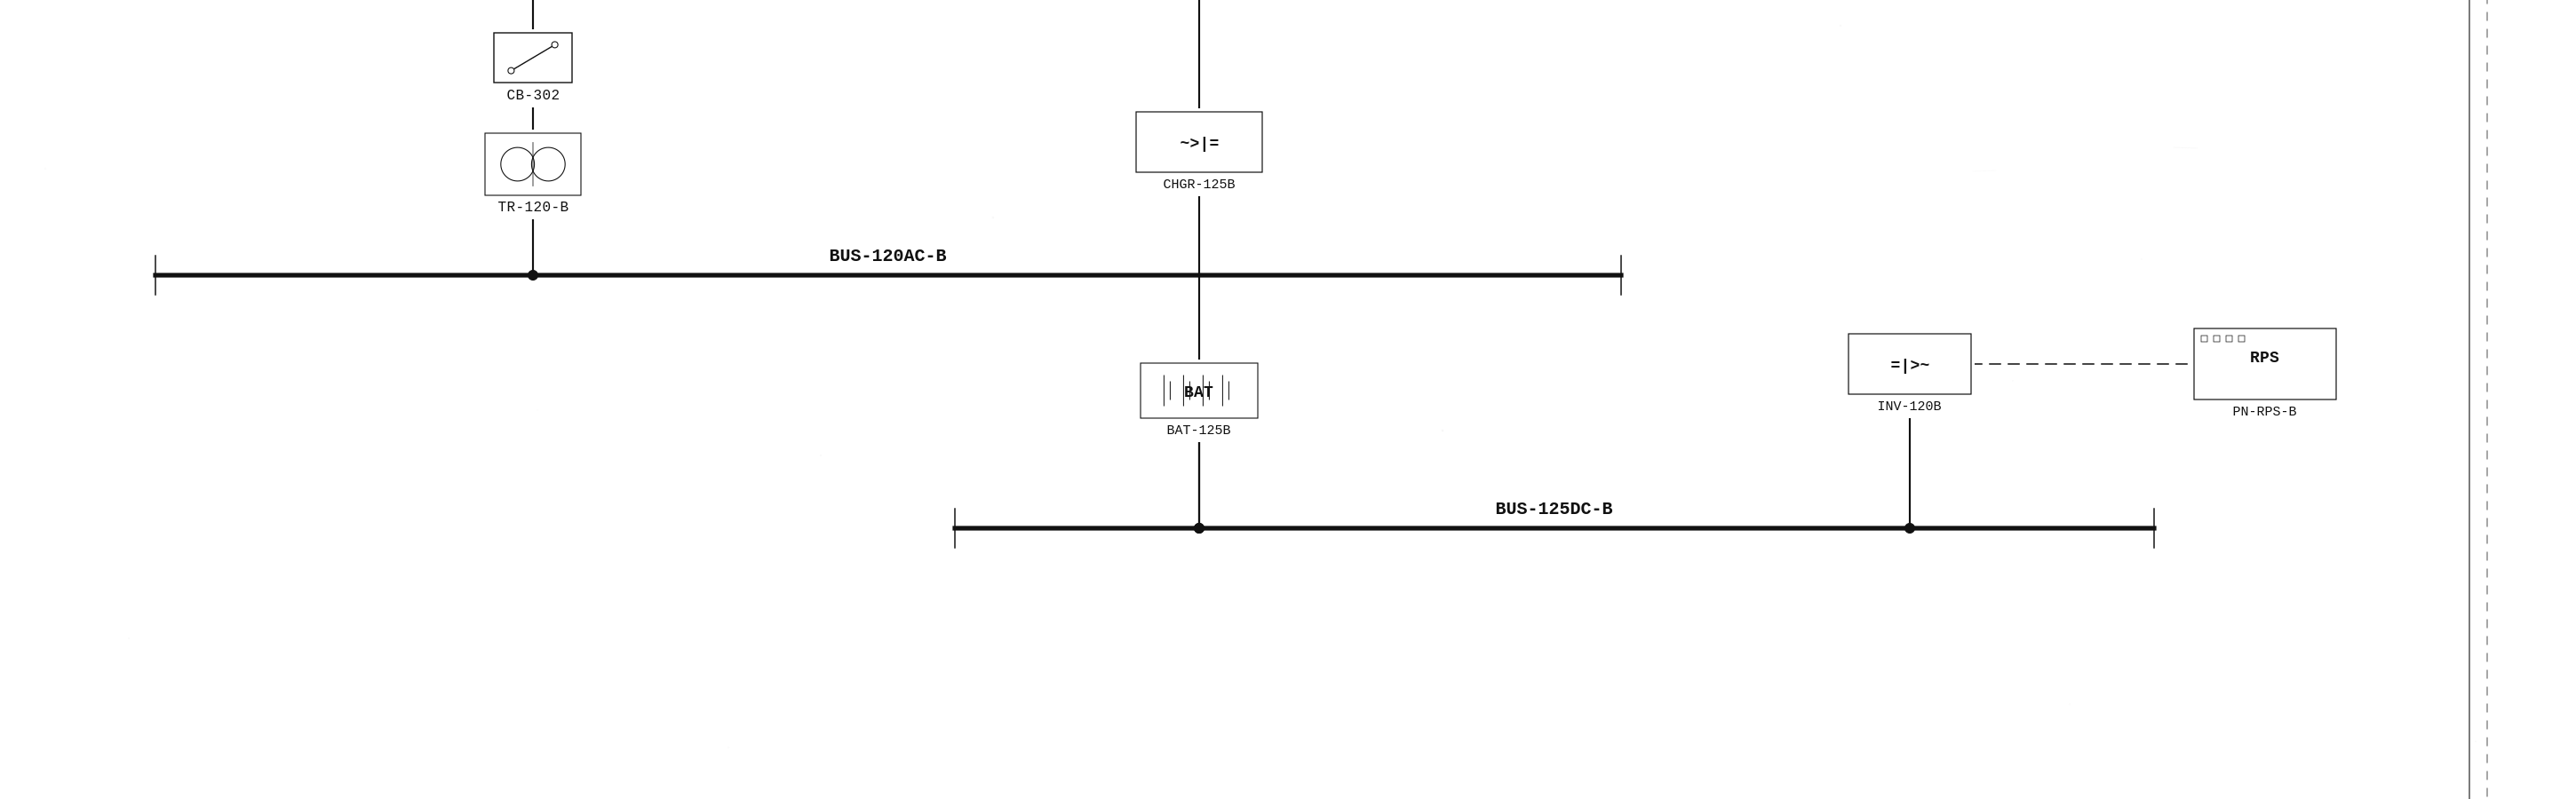 CB-302
~>|=
CHGR-125B
TR-120-B
BUS-120AC-B
=|>~
INV-120B
RPS
PN-RPS-B
BAT
BAT-125B
BUS-125DC-B